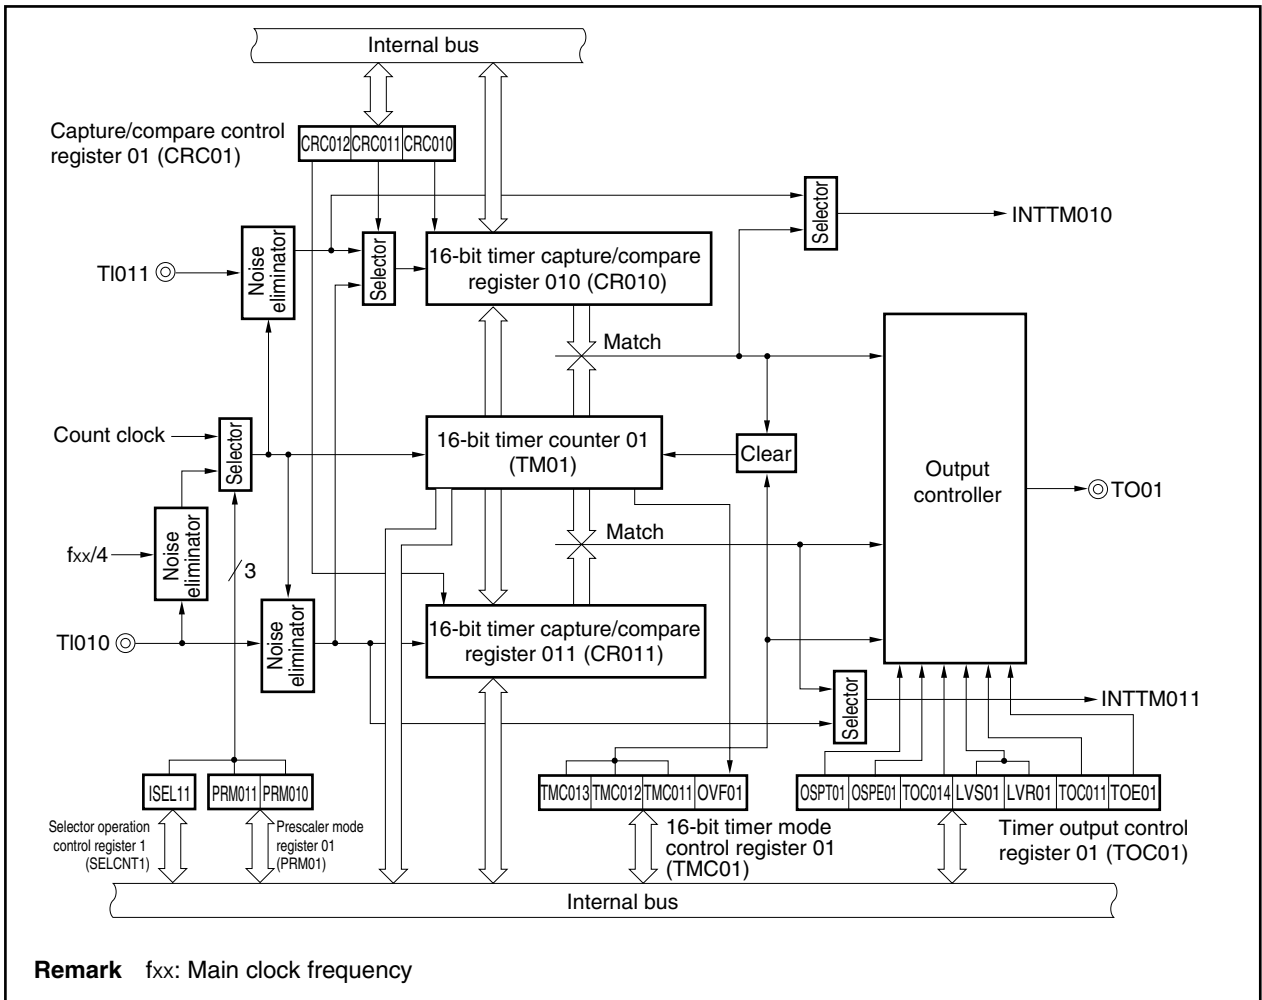 Internal bus
Capture/compare control
register 01 (CRC01)
CRC012 CRC011 CRC010
Selector
INTTM010
TI011
Noise
eliminator
Selector
16-bit timer capture/compare
register 010 (CR010)
Match
Count clock
Selector
16-bit timer counter 01
(TM01)
Clear
Output
controller
TO01
fxx/4
Noise
eliminator
3
Match
TI010
Noise
eliminator
16-bit timer capture/compare
register 011 (CR011)
Selector
INTTM011
ISEL11
PRM011 PRM010
TMC013 TMC012 TMC011 OVF01
OSPT01 OSPE01 TOC014 LVS01 LVR01 TOC011 TOE01
Selector operation
control register 1
(SELCNT1)
Prescaler mode
register 01
(PRM01)
16-bit timer mode
control register 01
(TMC01)
Timer output control
register 01 (TOC01)
Internal bus
Remark fxx: Main clock frequency